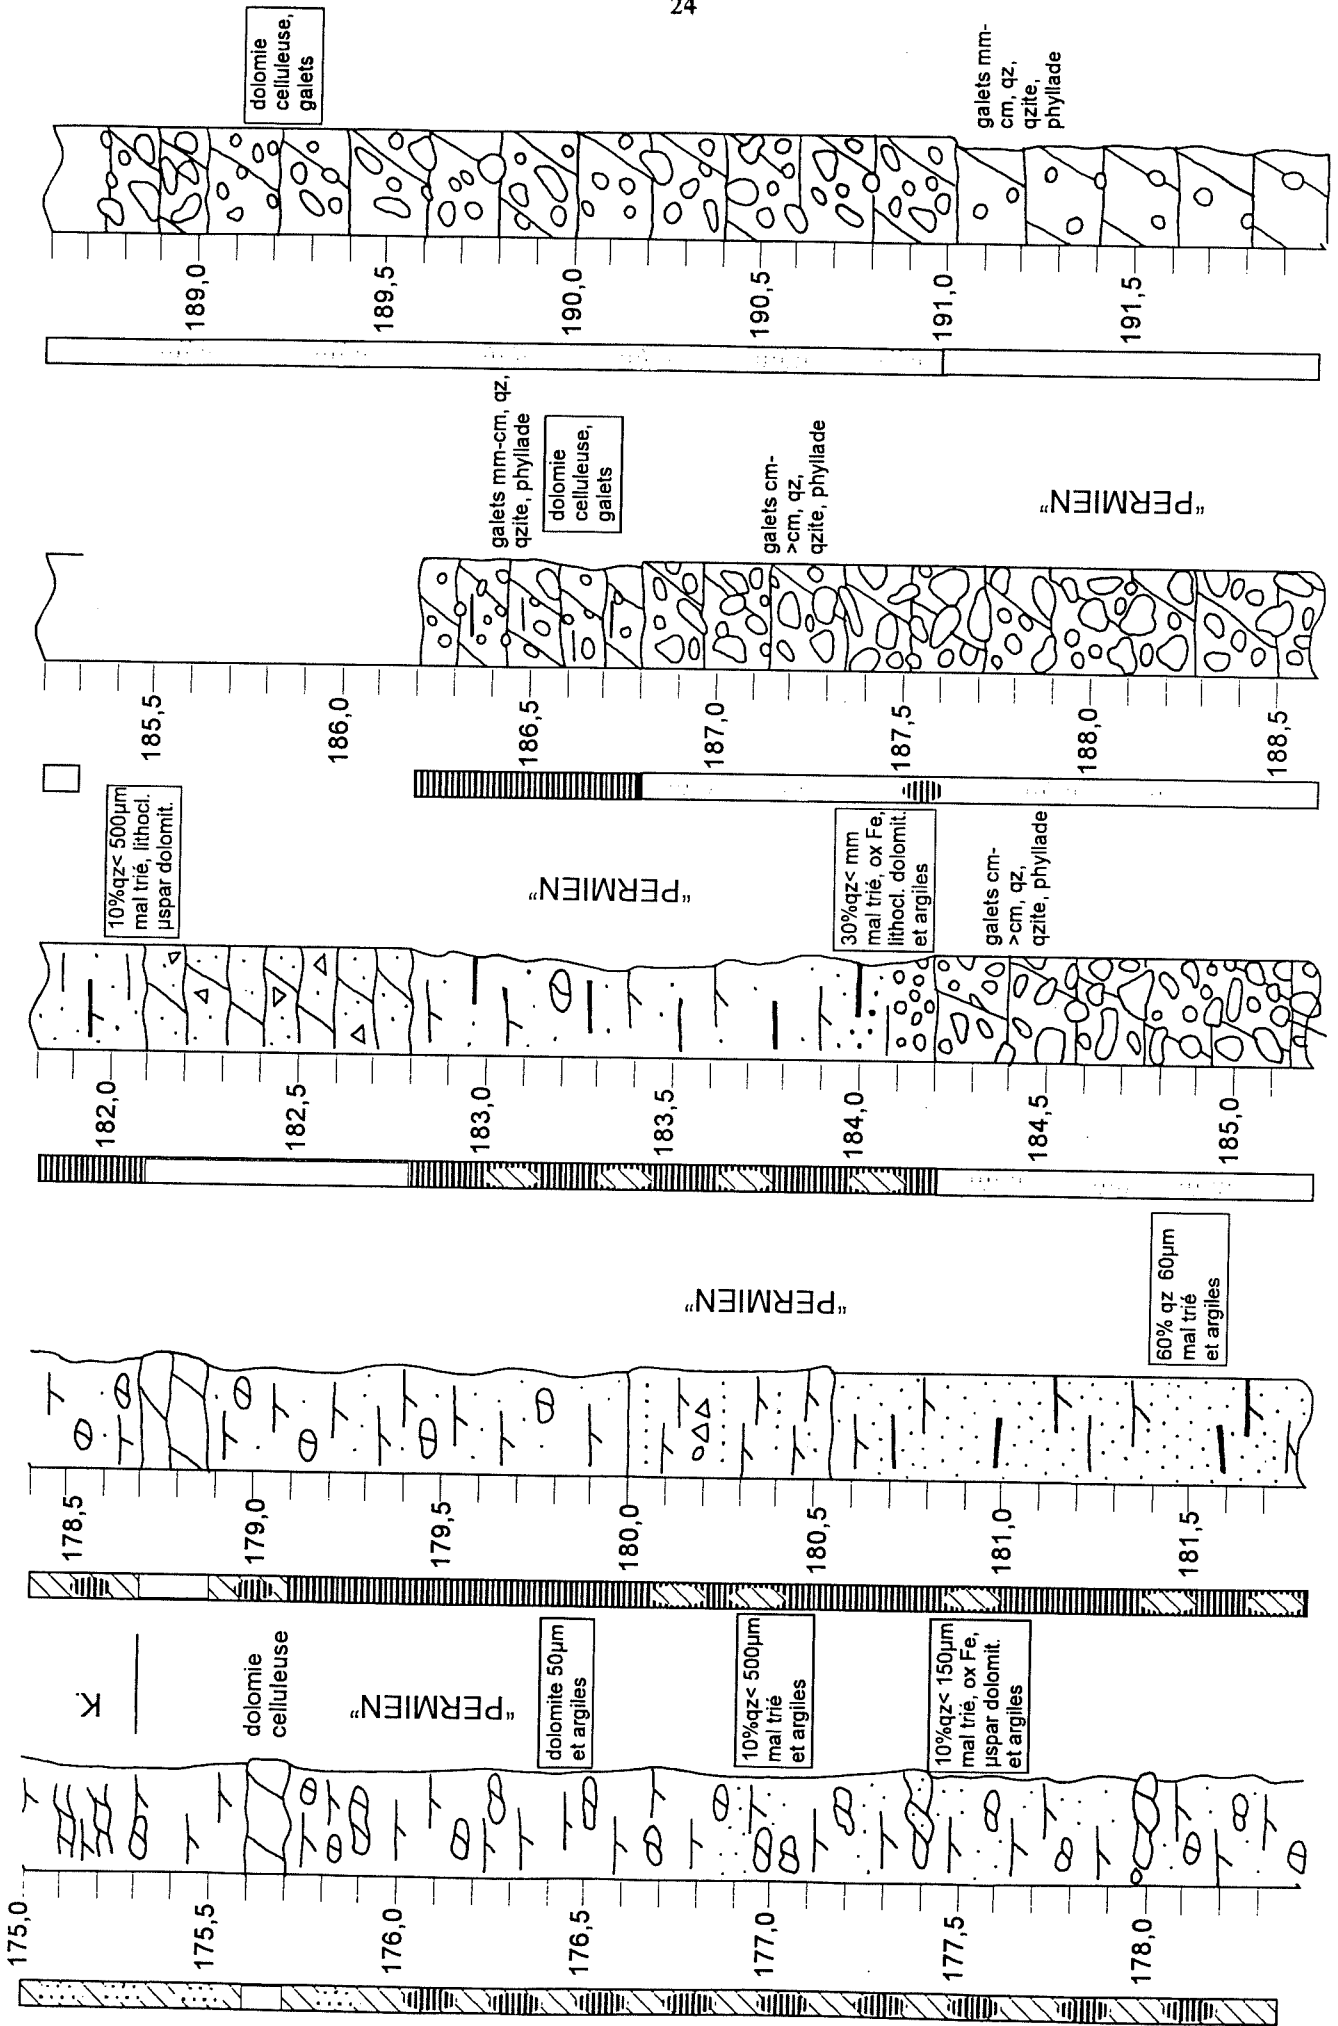 24
175,0
175,5
176,0
176,5
177,0
177,5
178,0
K.
dolomie
celluleuse
"PERMIEN"
dolomite 50µm
et argiles
10%qz< 500µm
mal trié
et argiles
10%qz< 150µm
mal trié, ox Fe,
µspar dolomit.
et argiles
178,5
179,0
179,5
180,0
180,5
181,0
181,5
"PERMIEN"
60% qz 60µm
mal trié
et argiles
182,0
182,5
183,0
183,5
184,0
184,5
185,0
10%qz< 500µm
mal trié, lithocl.
µspar dolomit.
"PERMIEN"
30%qz< mm
mal trié, ox Fe,
lithocl. dolomit.
et argiles
galets cm-
>cm, qz,
qzite, phyllade
185,5
186,0
186,5
187,0
187,5
188,0
188,5
galets mm-cm, qz,
qzite, phyllade
dolomie
celluleuse,
galets
galets cm-
>cm, qz,
qzite, phyllade
"PERMIEN"
189,0
189,5
190,0
190,5
191,0
191,5
dolomie
celluleuse,
galets
galets mm-
cm, qz,
qzite,
phyllade